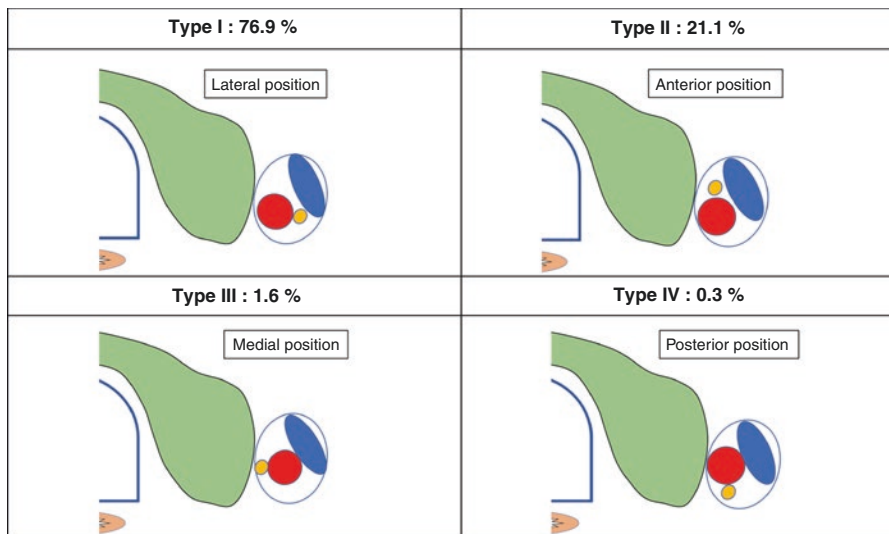 Type I : 76.9 %
Type II : 21.1 %
Lateral position
Anterior position
Type III : 1.6 %
Type IV : 0.3 %
Medial position
Posterior position